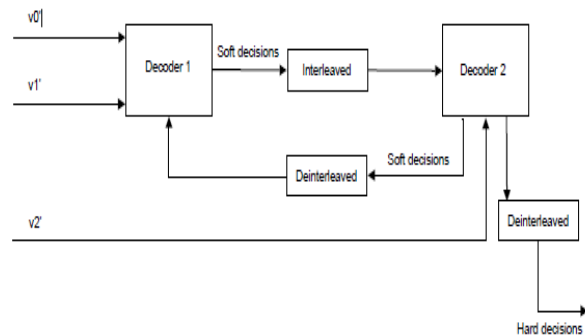 v0'
Soft decisions
Decoder 1
Interleaved
Decoder 2
v1'
Soft decisions
Deinterleaved
v2'
Deinterleaved
Hard decisions